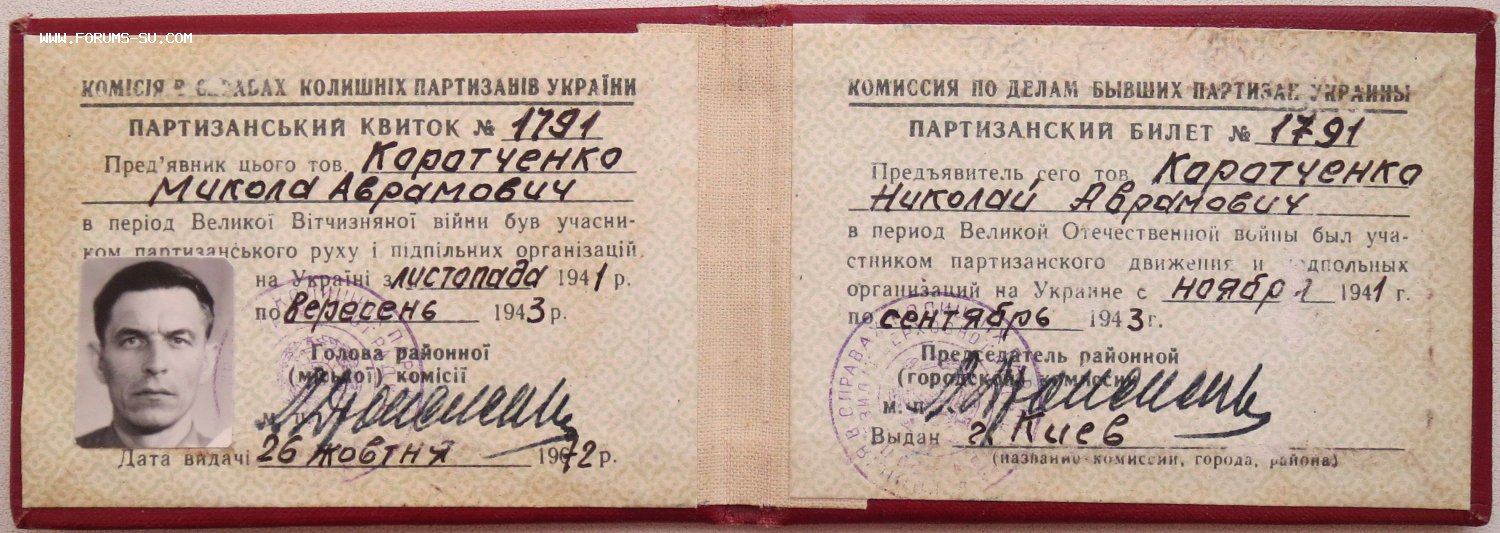 www.forums-su.com
КОМІСІЯ В СПРАВАХ КОЛИШНІХ ПАРТИЗАНІВ УКРАЇНИ
ПАРТИЗАНСЬКИЙ КВИТОК № 1791
Пред'явник цього тов. Коротченко
Микола Аврамович
в період Великої Вітчизняної війни був учасни-
ком партизанського руху і підпільних організацій
на Україні з листопада 1941 р.
по вересень 1943 р.
Голова районної
(міської) комісії
м. п.
Дата видачі 26 жовтня 1972 р.
КОМИССИЯ ПО ДЕЛАМ БЫВШИХ ПАРТИЗАН УКРАИНЫ
ПАРТИЗАНСКИЙ БИЛЕТ № 1791
Предъявитель сего тов. Коротченко
Николай Аврамович
в период Великой Отечественной войны был уча-
стником партизанского движения и подпольных
организаций на Украине с ноября 1941 г.
по сентябрь 1943 г.
Председатель районной
(городской) комиссии
м. п.
Выдан г. Киев
(название комиссии, города, района)